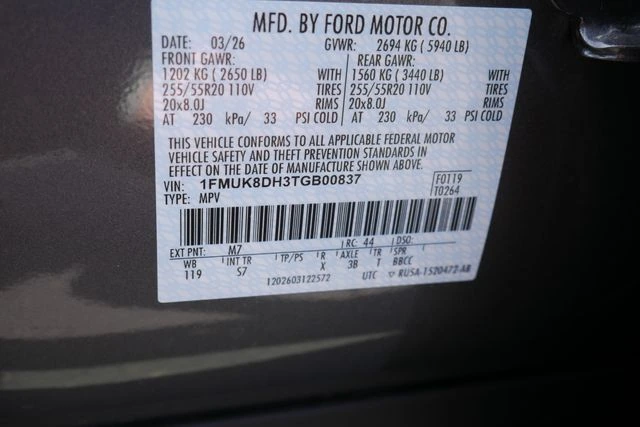 MFD. BY FORD MOTOR CO.
DATE: 03/26 GVWR: 2694 KG ( 5940 LB)
FRONT GAWR: REAR GAWR:
1202 KG ( 2650 LB) WITH 1560 KG ( 3440 LB) WITH
255/55R20 110V TIRES 255/55R20 110V TIRES
20x8.0J RIMS 20x8.0J RIMS
AT 230 kPa/ 33 PSI COLD AT 230 kPa/ 33 PSI COLD
THIS VEHICLE CONFORMS TO ALL APPLICABLE FEDERAL MOTOR
VEHICLE SAFETY AND THEFT PREVENTION STANDARDS IN
EFFECT ON THE DATE OF MANUFACTURE SHOWN ABOVE.
VIN: 1FMUK8DH3TGB00837 F0119
TYPE: MPV T0264
EXT PNT: M7 RC: 44 DSO:
WB INT TR TP/PS R AXLE TR SPR
119 S7 X 3B T BBCC
1202603122572 UTC RUSA-1520472-AB